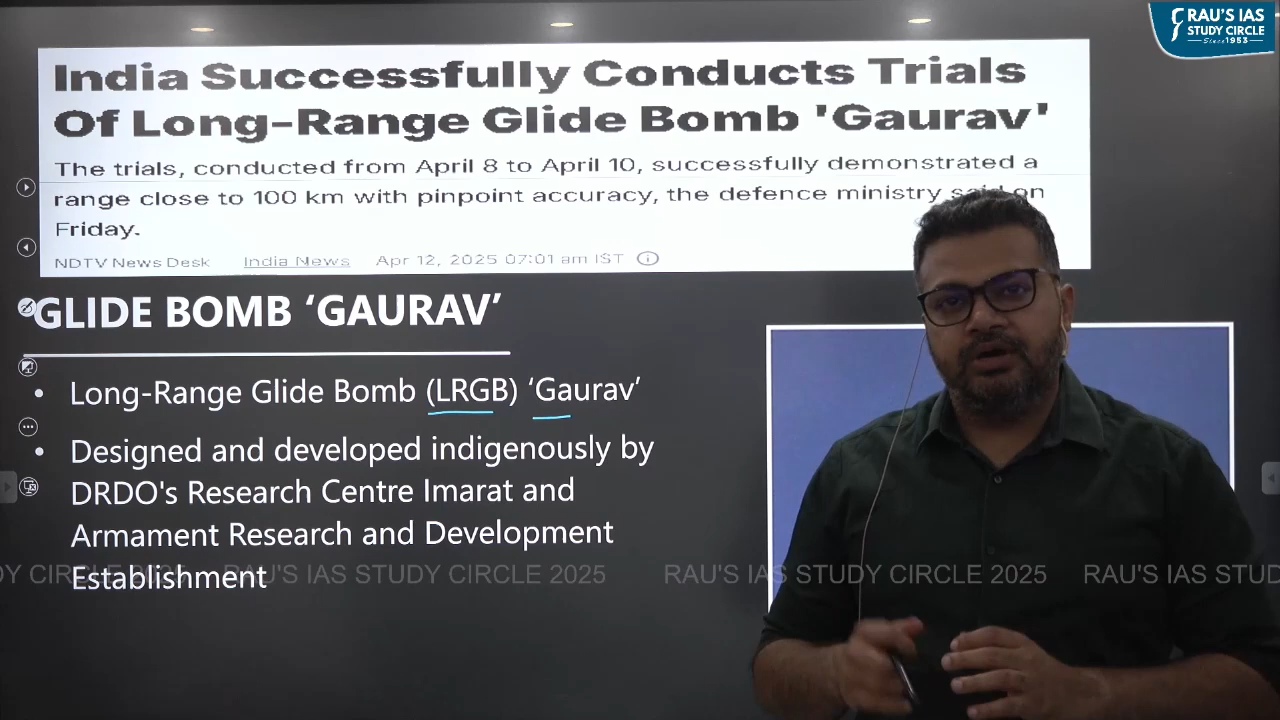 RAU'S IAS
STUDY CIRCLE
Since 1953
India Successfully Conducts Trials
Of Long-Range Glide Bomb 'Gaurav'
The trials, conducted from April 8 to April 10, successfully demonstrated a
range close to 100 km with pinpoint accuracy, the defence ministry said on
Friday.
NDTV News Desk India News Apr 12, 2025 07:01 am IST
GLIDE BOMB ‘GAURAV’
• Long-Range Glide Bomb (LRGB) ‘Gaurav’
• Designed and developed indigenously by
DRDO's Research Centre Imarat and
Armament Research and Development
Establishment
RAU'S IAS STUDY CIRCLE 2025 RAU'S IAS STUDY CIRCLE 2025 RAU'S IAS STUD